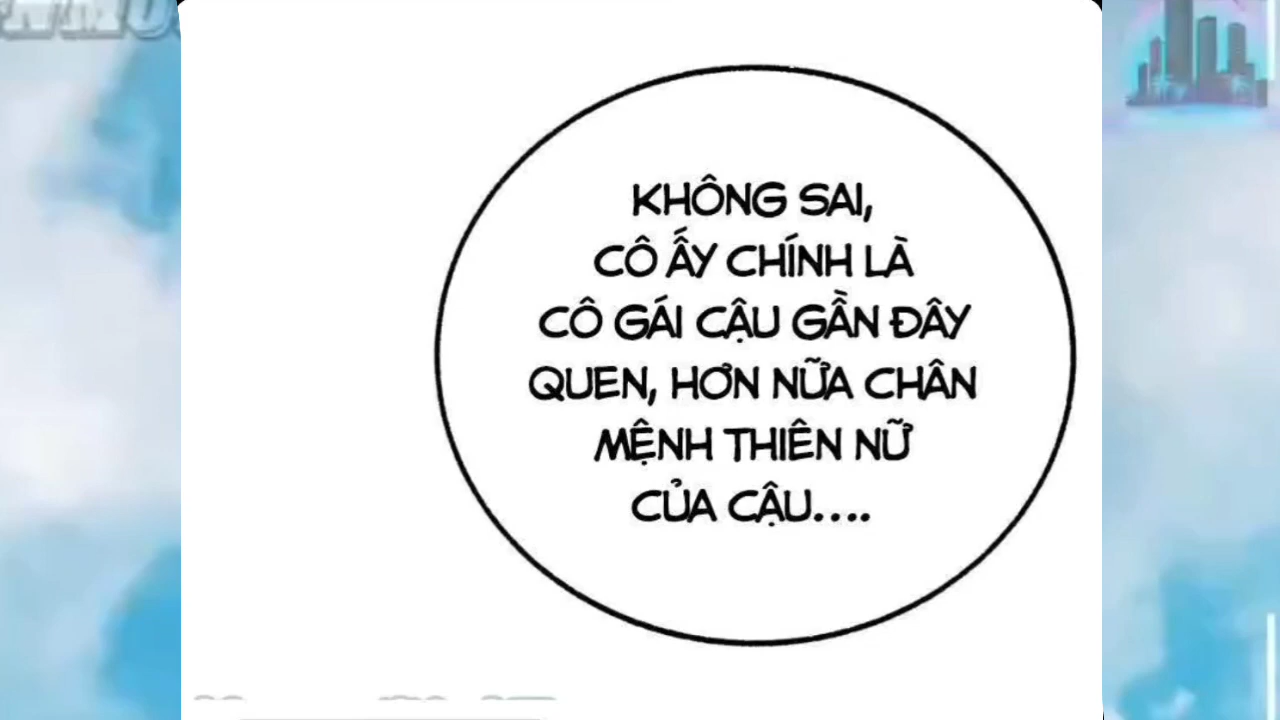 KHÔNG SAI,
CÔ ẤY CHÍNH LÀ
CÔ GÁI CẬU GẦN ĐÂY
QUEN, HƠN NỮA CHÂN
MỆNH THIÊN NỮ
CỦA CẬU....